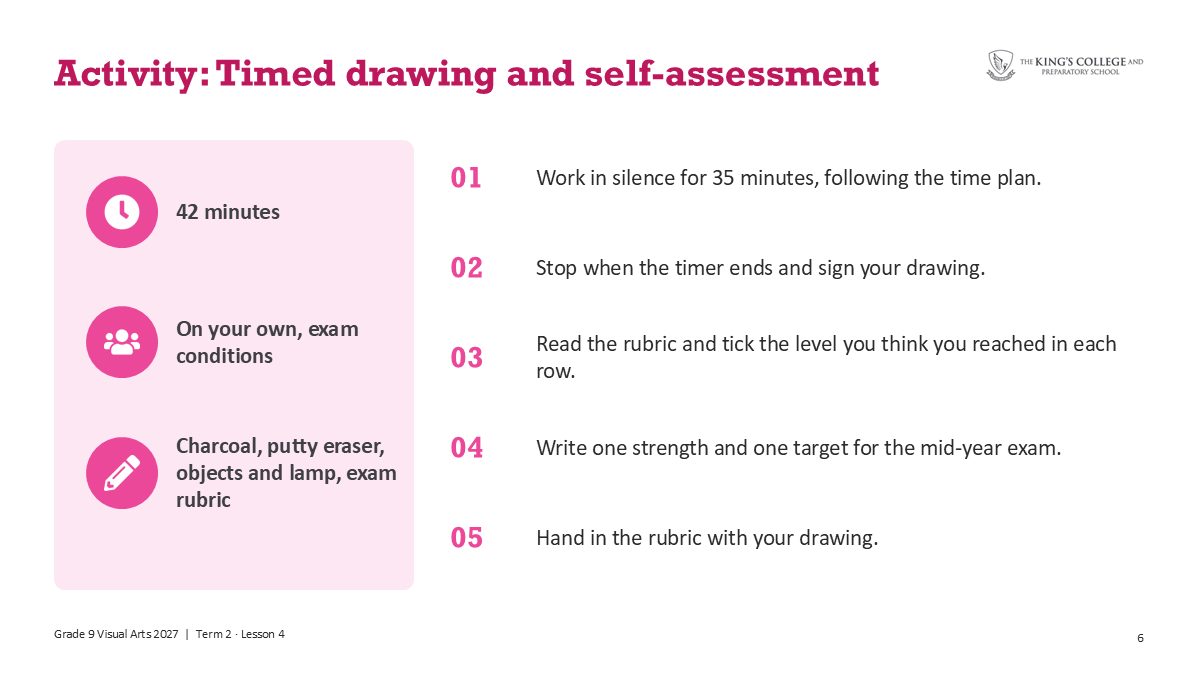 Activity: Timed drawing and self-assessment
THE KING'S COLLEGE AND
PREPARATORY SCHOOL
42 minutes
On your own, exam
conditions
Charcoal, putty eraser,
objects and lamp, exam
rubric
01 Work in silence for 35 minutes, following the time plan.
02 Stop when the timer ends and sign your drawing.
03 Read the rubric and tick the level you think you reached in each
row.
04 Write one strength and one target for the mid-year exam.
05 Hand in the rubric with your drawing.
Grade 9 Visual Arts 2027 | Term 2 · Lesson 4
6